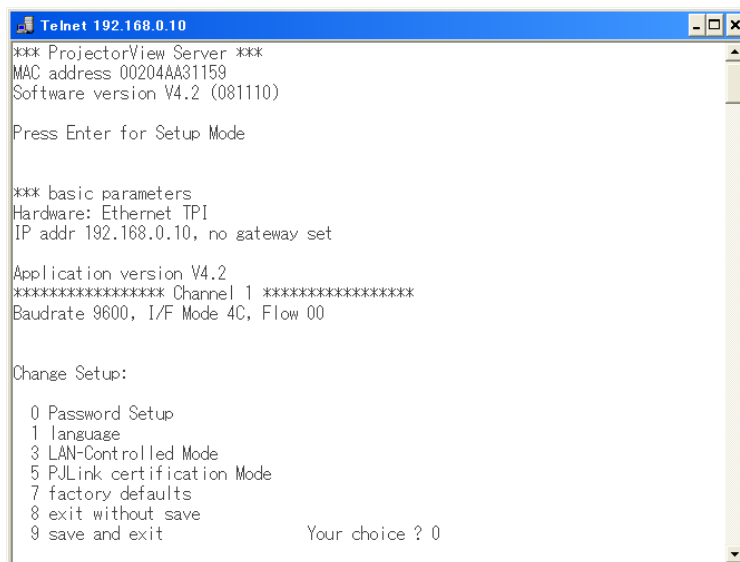 Telnet 192.168.0.10
*** ProjectorView Server ***
MAC address 00204AA31159
Software version V4.2 (081110)
Press Enter for Setup Mode
*** basic parameters
Hardware: Ethernet TPI
IP addr 192.168.0.10, no gateway set
Application version V4.2
***************** Channel 1 *****************
Baudrate 9600, I/F Mode 4C, Flow 00
Change Setup:
0 Password Setup
1 language
3 LAN-Controlled Mode
5 PJLink certification Mode
7 factory defaults
8 exit without save
9 save and exit Your choice ? 0